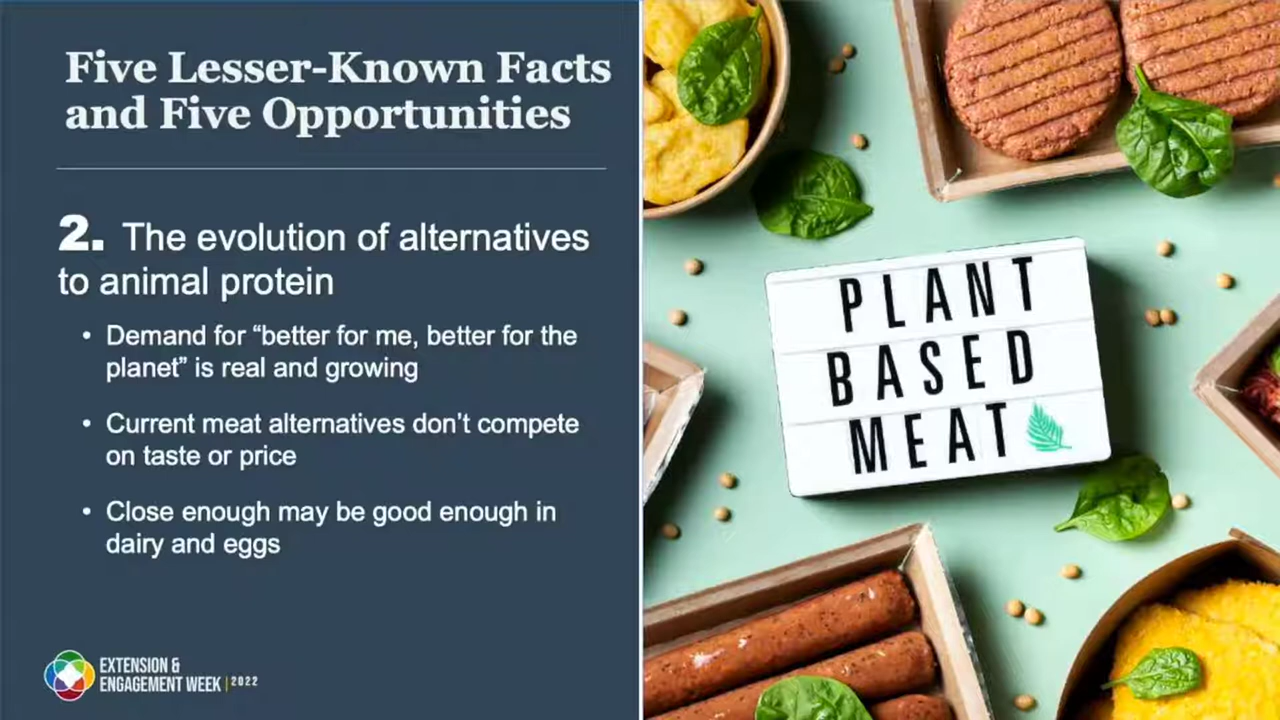 Five Lesser-Known Facts
and Five Opportunities
2. The evolution of alternatives
to animal protein
• Demand for “better for me, better for the
planet” is real and growing
• Current meat alternatives don’t compete
on taste or price
• Close enough may be good enough in
dairy and eggs
EXTENSION &
ENGAGEMENT WEEK | 2022
PLANT
BASED
MEAT